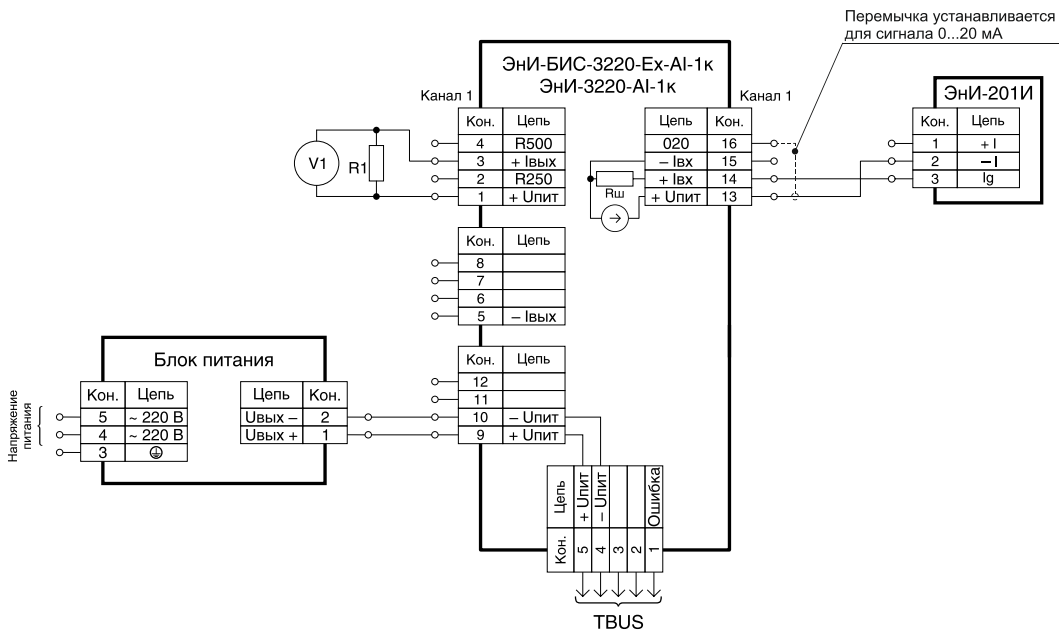 Перемычка устанавливается
для сигнала 0...20 мА
ЭнИ-БИС-3220-Ex-AI-1к
ЭнИ-3220-AI-1к
Канал 1
Канал 1
ЭнИ-201И
Кон. Цепь
4 R500
3 + Iвых
2 R250
1 + Uпит
V1
R1
Цепь Кон.
020 16
– Iвх 15
+ Iвх 14
+ Uпит 13
Rш
Кон. Цепь
1 + I
2 – I
3 Ig
Кон. Цепь
8
7
6
5 – Iвых
Блок питания
Напряжение
питания
Кон. Цепь
5 ~ 220 В
4 ~ 220 В
3
Цепь Кон.
Uвых – 2
Uвых + 1
Кон. Цепь
12
11
10 – Uпит
9 + Uпит
Цепь + Uпит – Uпит Ошибка
Кон. 5 4 3 2 1
TBUS